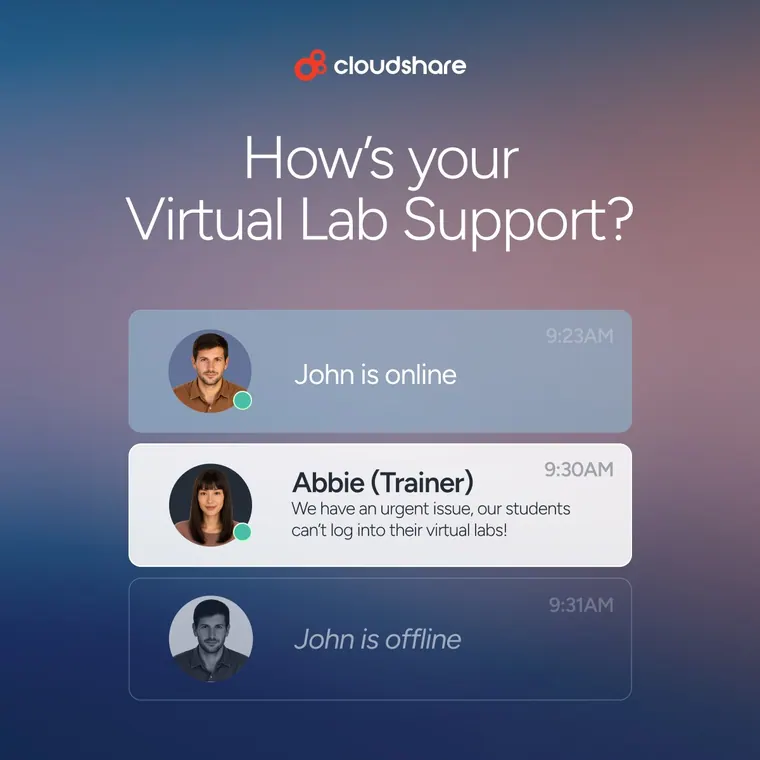 cloudshare
How's your
Virtual Lab Support?
9:23AM
John is online
9:30AM
Abbie (Trainer)
We have an urgent issue, our students
can't log into their virtual labs!
9:31AM
John is offline